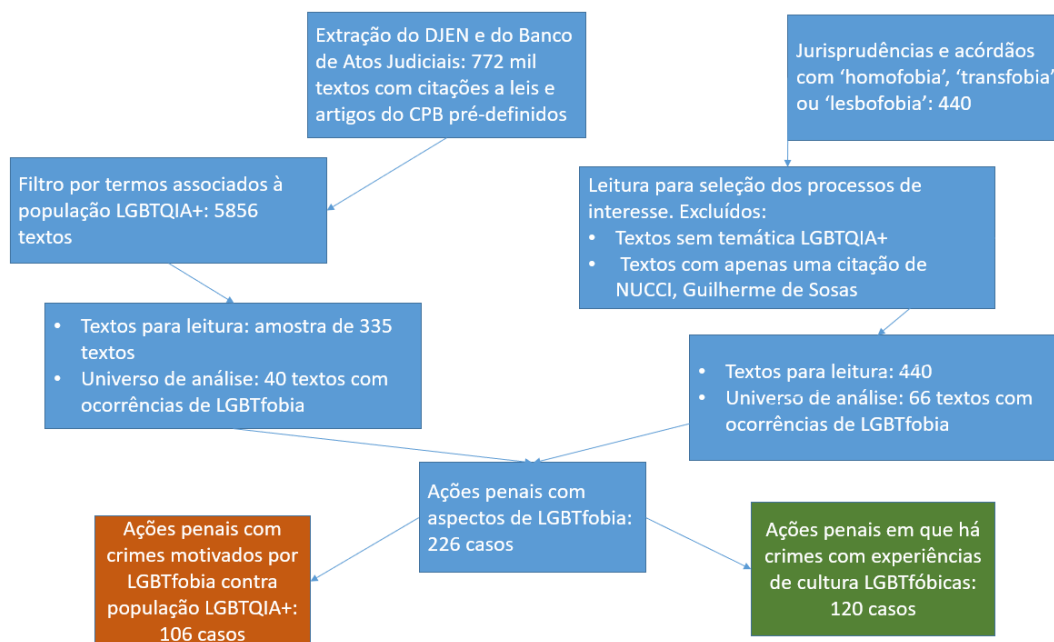 Extração do DJEN e do Banco
de Atos Judiciais: 772 mil
textos com citações a leis e
artigos do CPB pré-definidos
Jurisprudências e acórdãos
com ‘homofobia’, ‘transfobia’
ou ‘lesbofobia’: 440
Filtro por termos associados à
população LGBTQIA+: 5856
textos
Leitura para seleção dos processos de
interesse. Excluídos:
• Textos sem temática LGBTQIA+
• Textos com apenas uma citação de
NUCCI, Guilherme de Sosas
• Textos para leitura: amostra de 335
textos
• Universo de análise: 40 textos com
ocorrências de LGBTfobia
• Textos para leitura: 440
• Universo de análise: 66 textos com
ocorrências de LGBTfobia
Ações penais com
aspectos de LGBTfobia:
226 casos
Ações penais com
crimes motivados por
LGBTfobia contra
população LGBTQIA+:
106 casos
Ações penais em que há
crimes com experiências
de cultura LGBTfóbicas:
120 casos